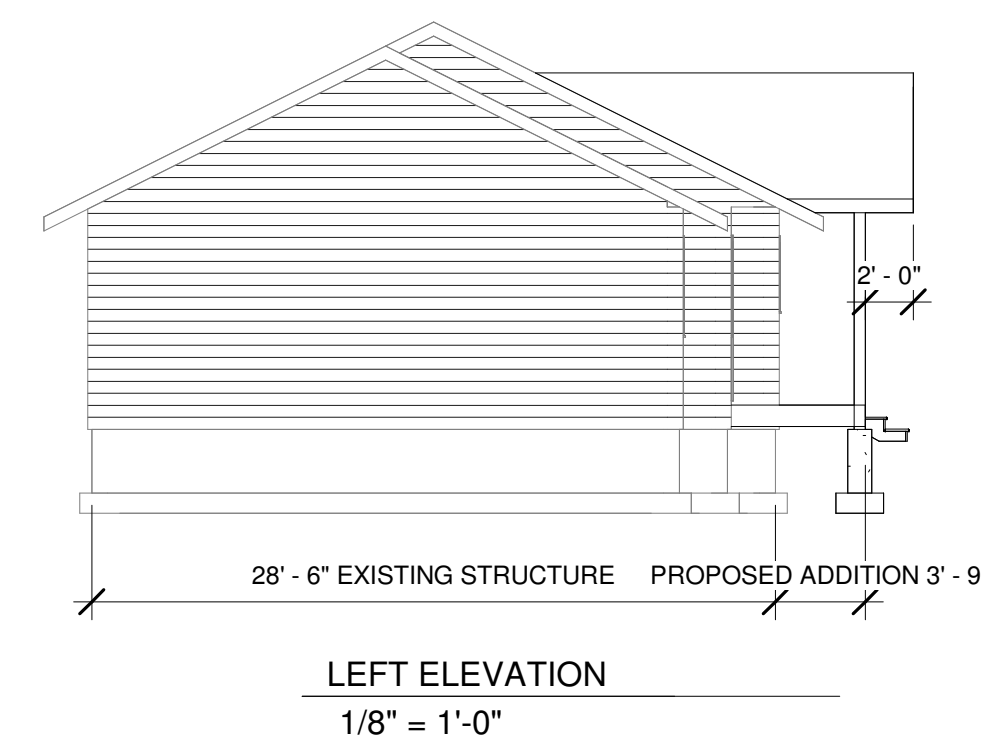 2' - 0"
28' - 6" EXISTING STRUCTURE PROPOSED ADDITION 3' - 9
LEFT ELEVATION
1/8" = 1'-0"